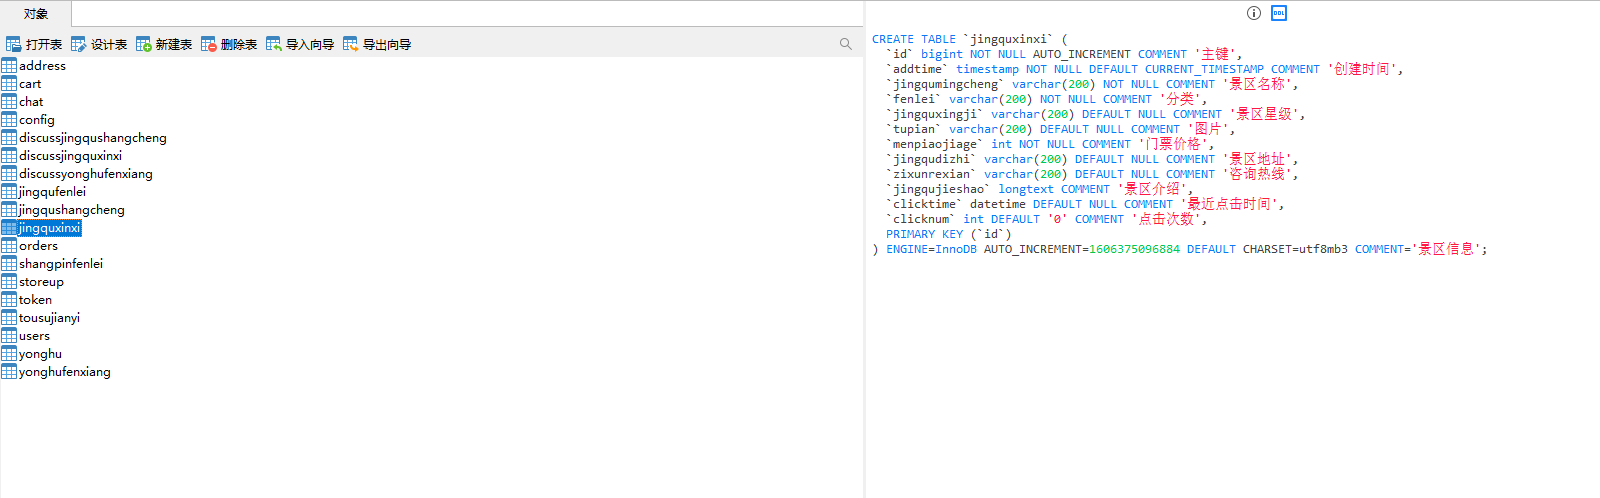 对象
打开表 设计表 新建表 删除表 导入向导 导出向导
address
cart
chat
config
discussjingqushangcheng
discussjingquxinxi
discussyonghufenxiang
jingqufenlei
jingqushangcheng
jingquxinxi
orders
shangpinfenlei
storeup
token
tousujianyi
users
yonghu
yonghufenxiang
DDL
CREATE TABLE `jingquxinxi` (
  `id` bigint NOT NULL AUTO_INCREMENT COMMENT '主键',
  `addtime` timestamp NOT NULL DEFAULT CURRENT_TIMESTAMP COMMENT '创建时间',
  `jingqumingcheng` varchar(200) NOT NULL COMMENT '景区名称',
  `fenlei` varchar(200) NOT NULL COMMENT '分类',
  `jingquxingji` varchar(200) DEFAULT NULL COMMENT '景区星级',
  `tupian` varchar(200) DEFAULT NULL COMMENT '图片',
  `menpiaojiage` int NOT NULL COMMENT '门票价格',
  `jingqudizhi` varchar(200) DEFAULT NULL COMMENT '景区地址',
  `zixunrexian` varchar(200) DEFAULT NULL COMMENT '咨询热线',
  `jingqujieshao` longtext COMMENT '景区介绍',
  `clicktime` datetime DEFAULT NULL COMMENT '最近点击时间',
  `clicknum` int DEFAULT '0' COMMENT '点击次数',
  PRIMARY KEY (`id`)
) ENGINE=InnoDB AUTO_INCREMENT=1606375096884 DEFAULT CHARSET=utf8mb3 COMMENT='景区信息';